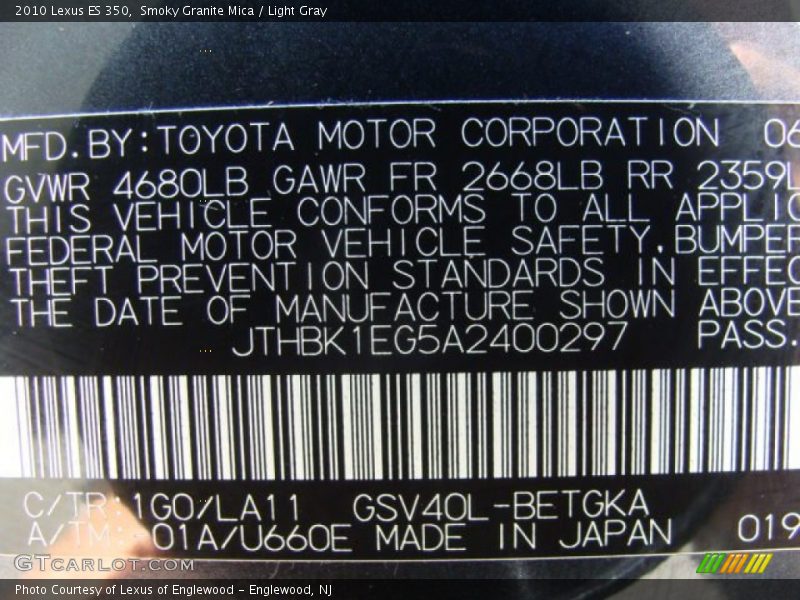 2010 Lexus ES 350, Smoky Granite Mica / Light Gray
MFD.BY:TOYOTA MOTOR CORPORATION 06
GVWR 4680LB GAWR FR 2668LB RR 2359L
THIS VEHICLE CONFORMS TO ALL APPLIC
FEDERAL MOTOR VEHICLE SAFETY,BUMPER
THEFT PREVENTION STANDARDS IN EFFEC
THE DATE OF MANUFACTURE SHOWN ABOVE
JTHBK1EG5A2400297 PASS.
C/TR:1G0/LA11 GSV40L-BETGKA
A/TM: 01A/U660E MADE IN JAPAN 019
GTCarLot.com
Photo Courtesy of Lexus of Englewood - Englewood, NJ